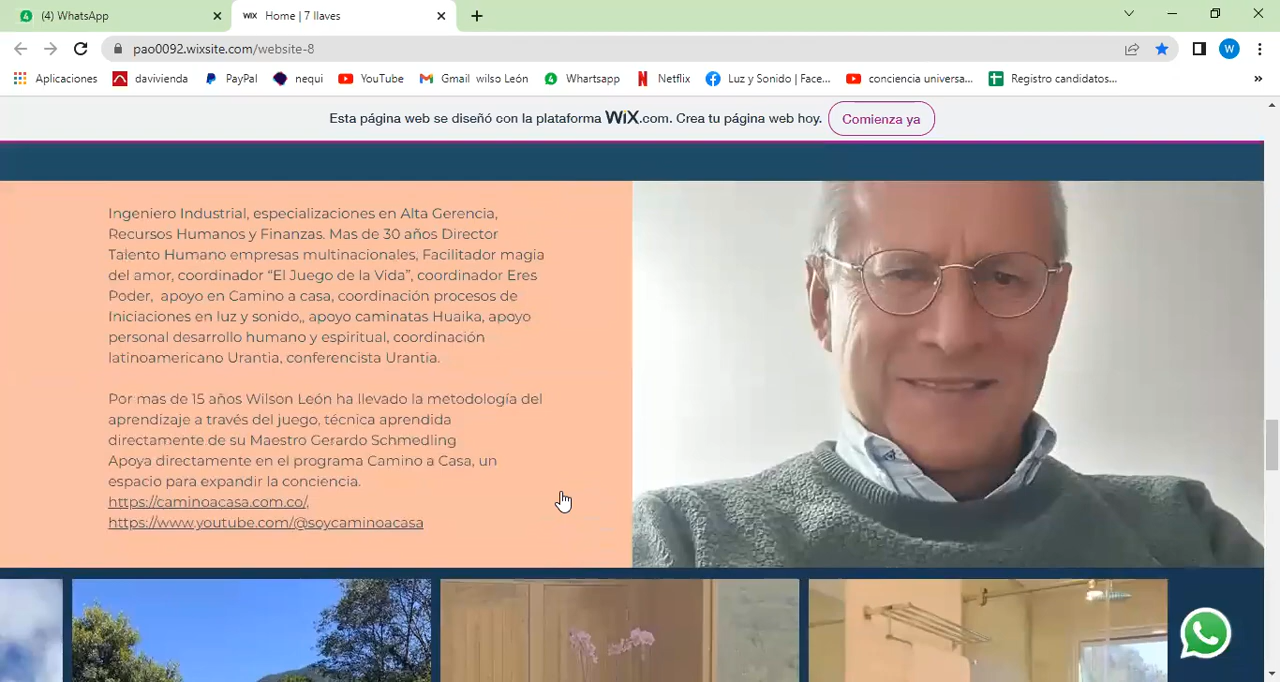 (4) WhatsApp
WiX Home | 7 llaves
pao0092.wixsite.com/website-8
W
Aplicaciones davivienda PayPal nequi YouTube Gmail wilso León Whartsapp Netflix Luz y Sonido | Face... conciencia universa... Registro candidatos... »
Esta página web se diseñó con la plataforma WiX.com. Crea tu página web hoy. Comienza ya
Ingeniero Industrial, especializaciones en Alta Gerencia,
Recursos Humanos y Finanzas. Mas de 30 años Director
Talento Humano empresas multinacionales, Facilitador magia
del amor, coordinador “El Juego de la Vida”, coordinador Eres
Poder, apoyo en Camino a casa, coordinación procesos de
Iniciaciones en luz y sonido,, apoyo caminatas Huaika, apoyo
personal desarrollo humano y espiritual, coordinación
latinoamericano Urantia, conferencista Urantia.
Por mas de 15 años Wilson León ha llevado la metodología del
aprendizaje a través del juego, técnica aprendida
directamente de su Maestro Gerardo Schmedling
Apoya directamente en el programa Camino a Casa, un
espacio para expandir la conciencia.
https://caminoacasa.com.co/,
https://www.youtube.com/@soycaminoacasa